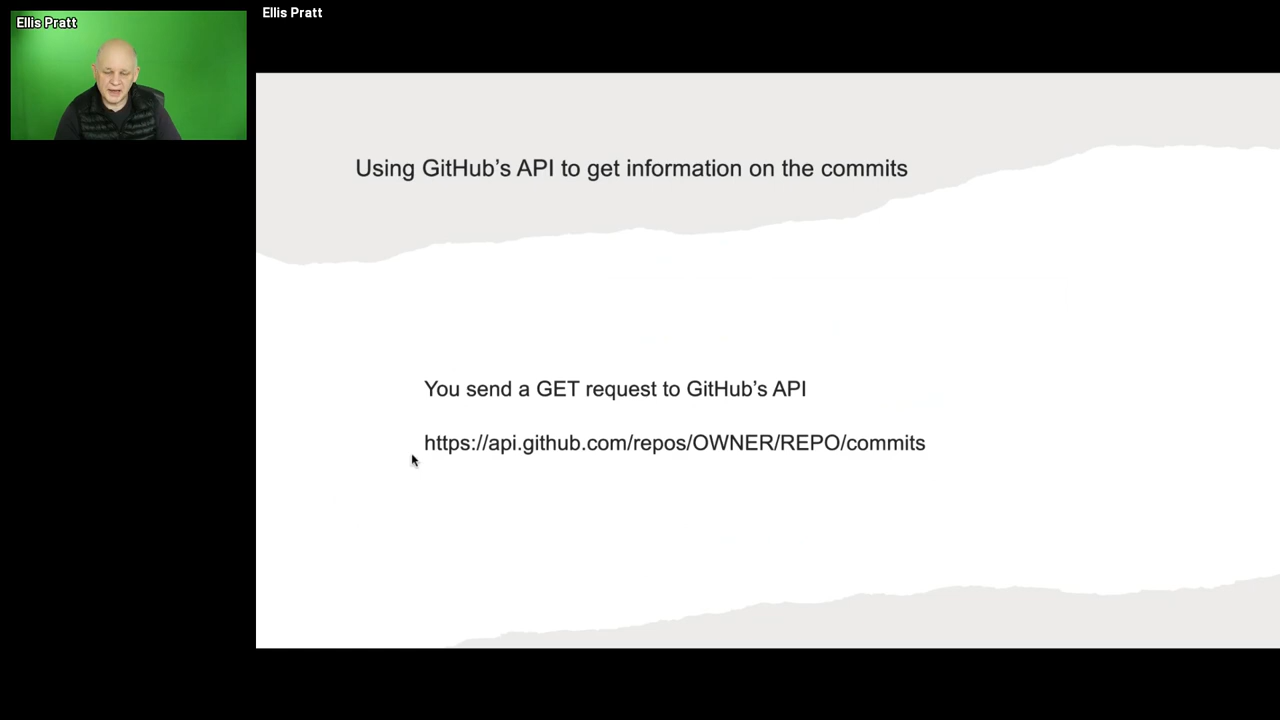 Ellis Pratt
Ellis Pratt
Using GitHub’s API to get information on the commits
You send a GET request to GitHub’s API
https://api.github.com/repos/OWNER/REPO/commits